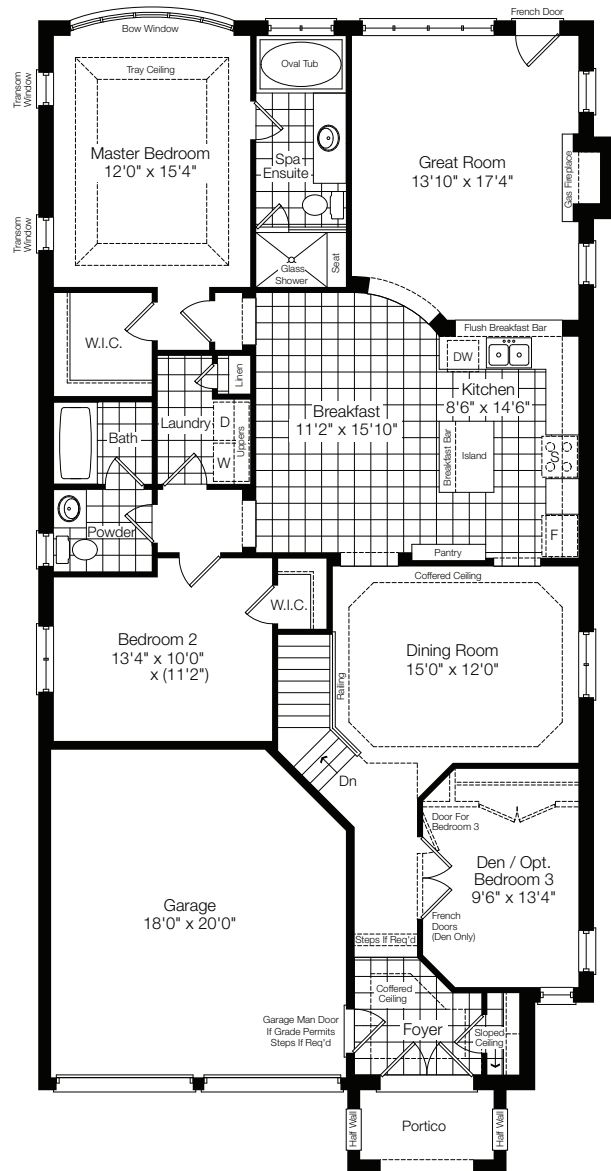 French Door
Bow Window
Transom
Window
Tray Ceiling
Oval Tub
Master Bedroom
12'0" x 15'4"
Spa
Ensuite
Great Room
13'10" x 17'4"
Gas Fireplace
Transom
Window
Glass
Shower
Seat
W.I.C.
Flush Breakfast Bar
DW
Linen
Kitchen
8'6" x 14'6"
Breakfast
11'2" x 15'10"
Laundry
D
W
Uppers
Bath
Breakfast Bar
Island
S
Powder
F
Pantry
Coffered Ceiling
W.I.C.
Bedroom 2
13'4" x 10'0"
x (11'2")
Dining Room
15'0" x 12'0"
Railing
Dn
Door For
Bedroom 3
Den / Opt.
Bedroom 3
9'6" x 13'4"
Garage
18'0" x 20'0"
French
Doors
(Den Only)
Steps If Req'd
Coffered
Ceiling
Garage Man Door
If Grade Permits
Steps If Req'd
Foyer
Sloped
Ceiling
Half Wall
Portico
Half Wall